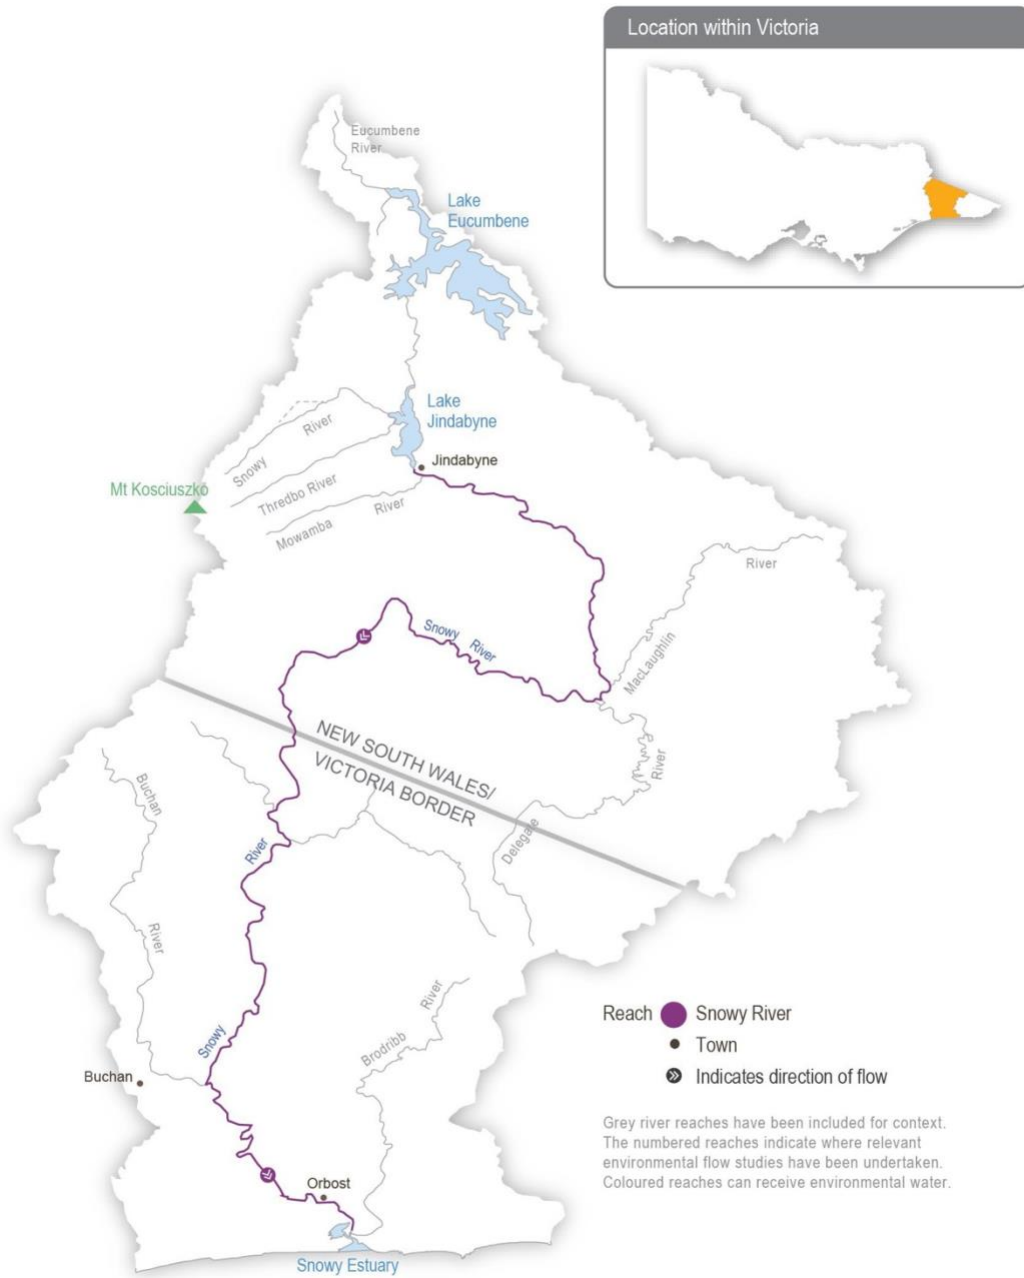 Location within Victoria
Eucumbene
River
Lake
Eucumbene
Lake
Jindabyne
River
Snowy
Jindabyne
Mt Kosciuszko
Thredbo River
River
Mowamba
River
Snowy River
MacLaughlin
River
NEW SOUTH WALES/
VICTORIA BORDER
Buchan
Delegate
River
River
River
Snowy
Brodribb
Buchan
Orbost
Snowy Estuary
Reach Snowy River
Town
Indicates direction of flow
Grey river reaches have been included for context.
The numbered reaches indicate where relevant
environmental flow studies have been undertaken.
Coloured reaches can receive environmental water.